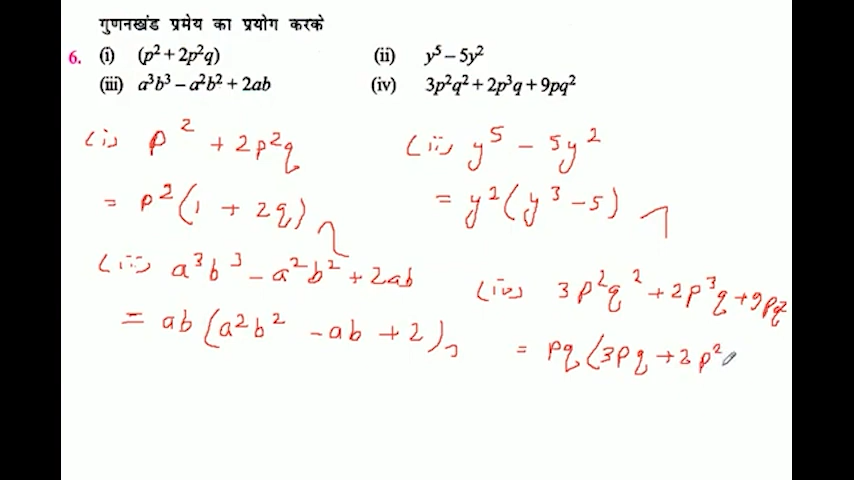 गुणनखंड प्रमेय का प्रयोग करके
6. (i) (p² + 2p²q) (ii) y⁵ – 5y²
(iii) a³b³ – a²b² + 2ab (iv) 3p²q² + 2p³q + 9pq²
(i) p² + 2p²q (ii) y⁵ – 5y²
= p²(1 + 2q) = y²(y³ – 5)
(iii) a³b³ – a²b² + 2ab (iv) 3p²q² + 2p³q + 9pq²
= ab(a²b² – ab + 2) = pq(3pq + 2p²